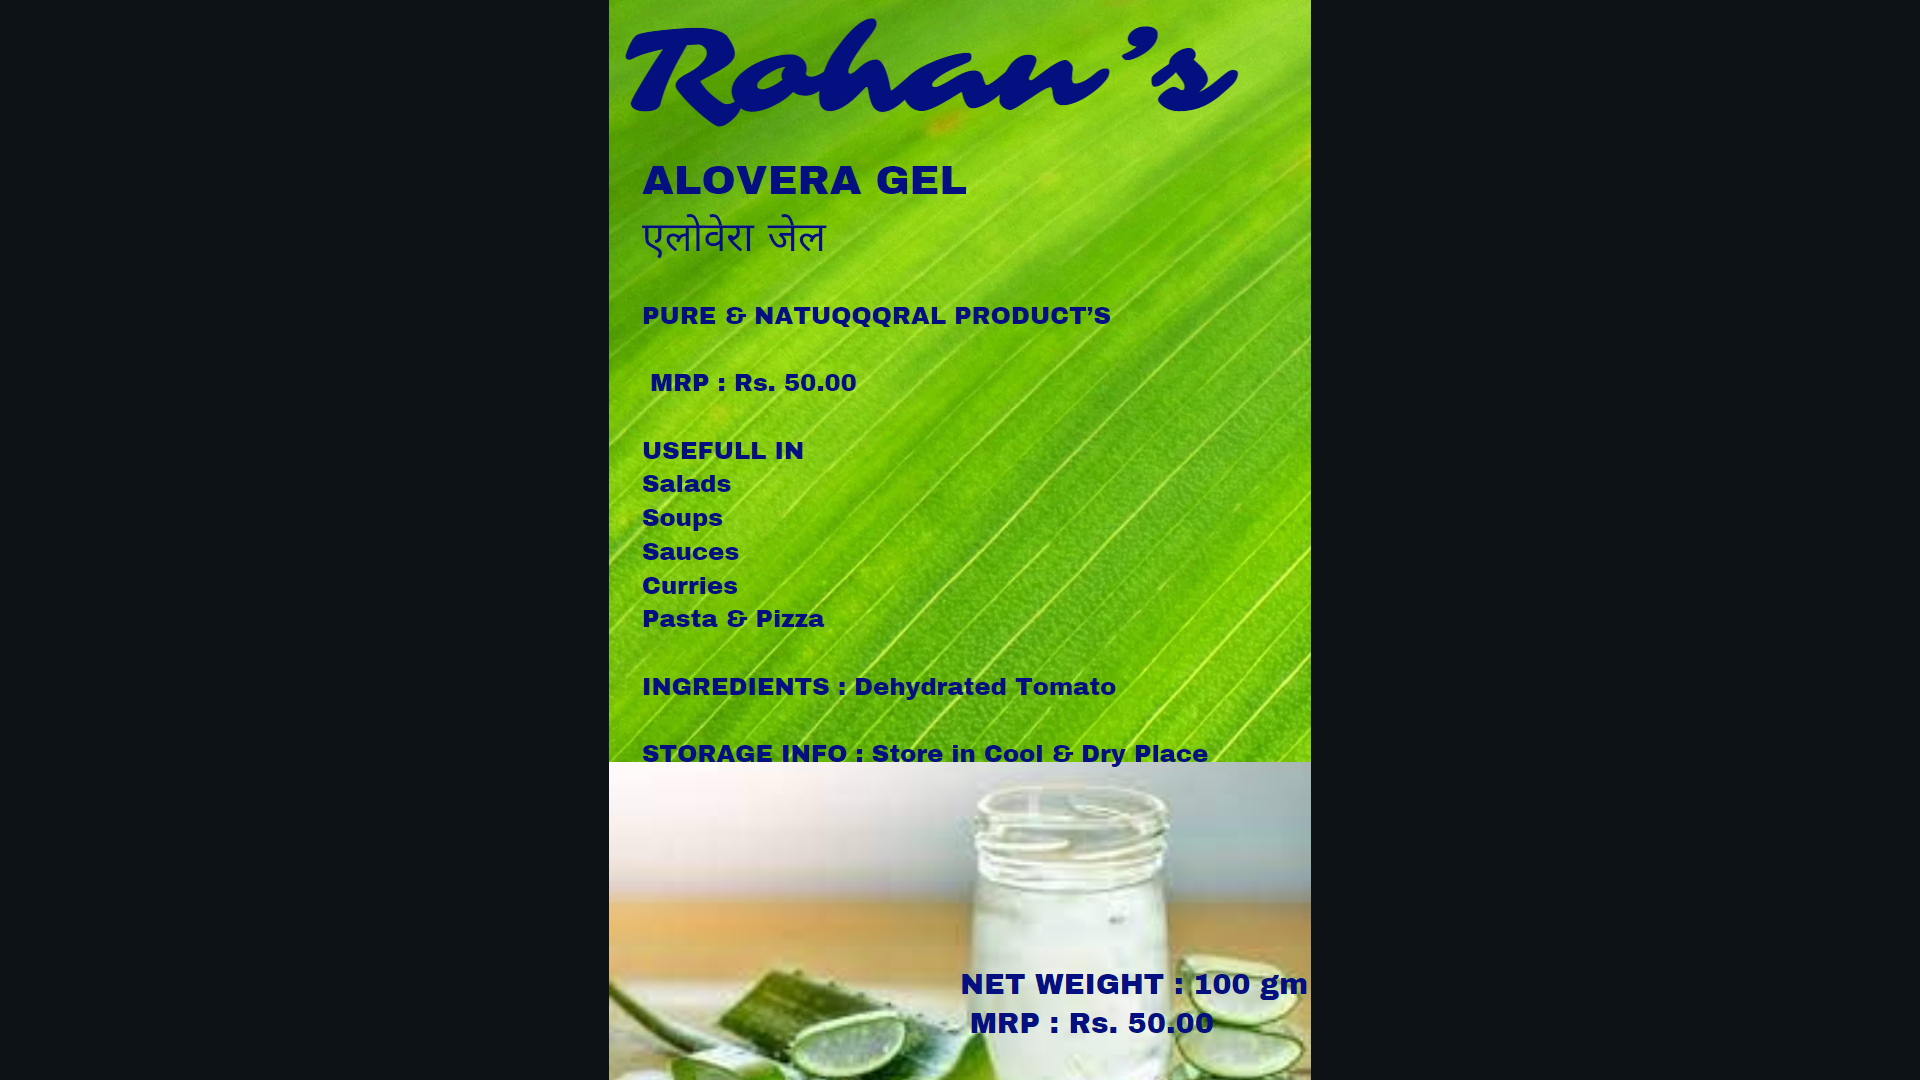 Rohan's
ALOVERA GEL
एलोवेरा जेल
PURE & NATUQQQRAL PRODUCT'S
MRP : Rs. 50.00
USEFULL IN
Salads
Soups
Sauces
Curries
Pasta & Pizza
INGREDIENTS : Dehydrated Tomato
STORAGE INFO : Store in Cool & Dry Place
NET WEIGHT : 100 gm
MRP : Rs. 50.00